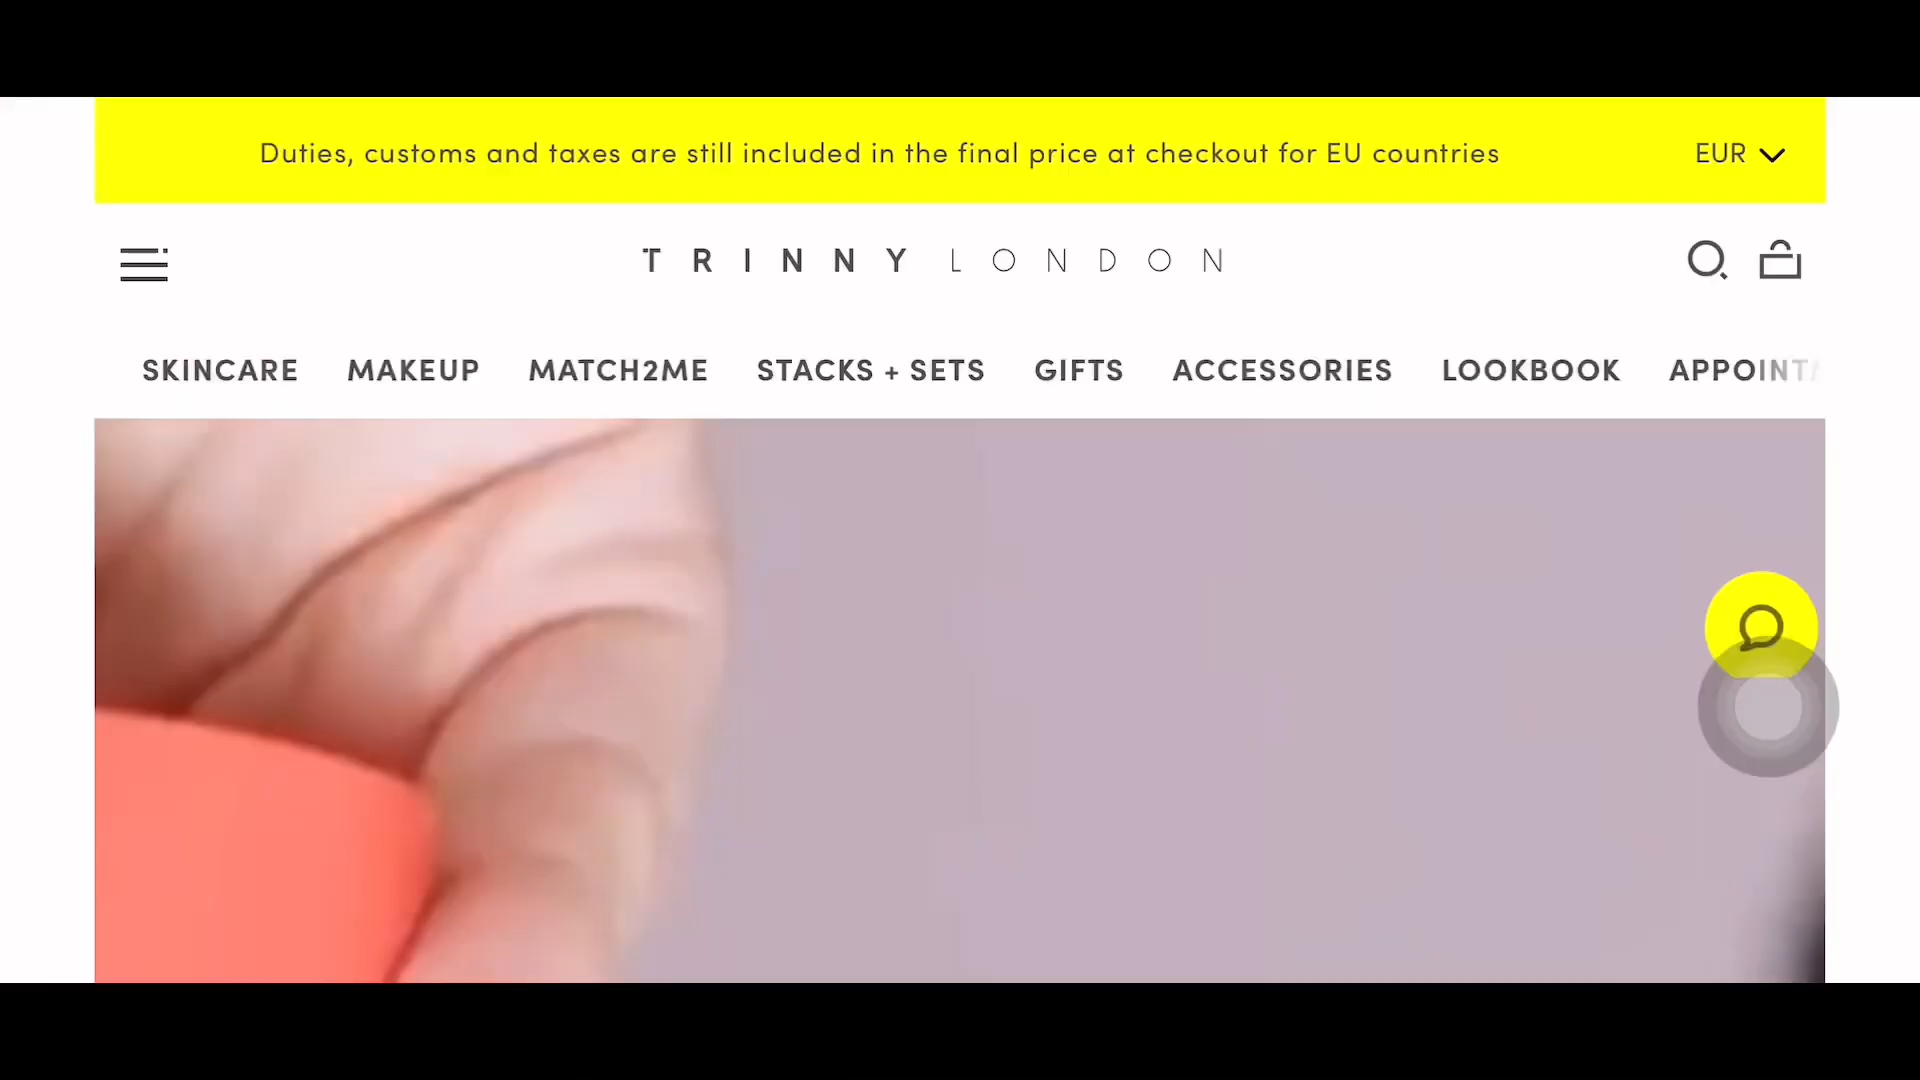 Duties, customs and taxes are still included in the final price at checkout for EU countries EUR
TRINNY LONDON
SKINCARE MAKEUP MATCH2ME STACKS + SETS GIFTS ACCESSORIES LOOKBOOK